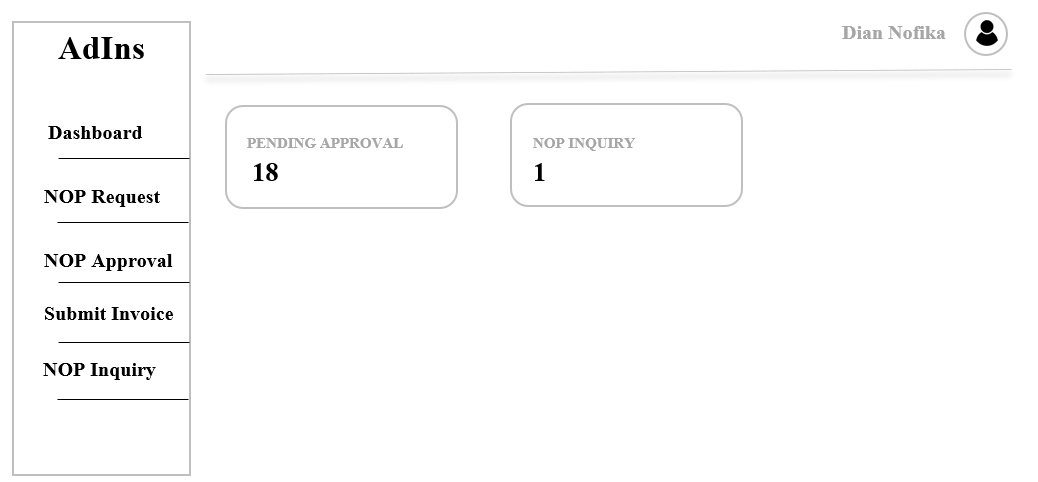 AdIns
Dashboard
NOP Request
NOP Approval
Submit Invoice
NOP Inquiry
Dian Nofika
PENDING APPROVAL
18
NOP INQUIRY
1